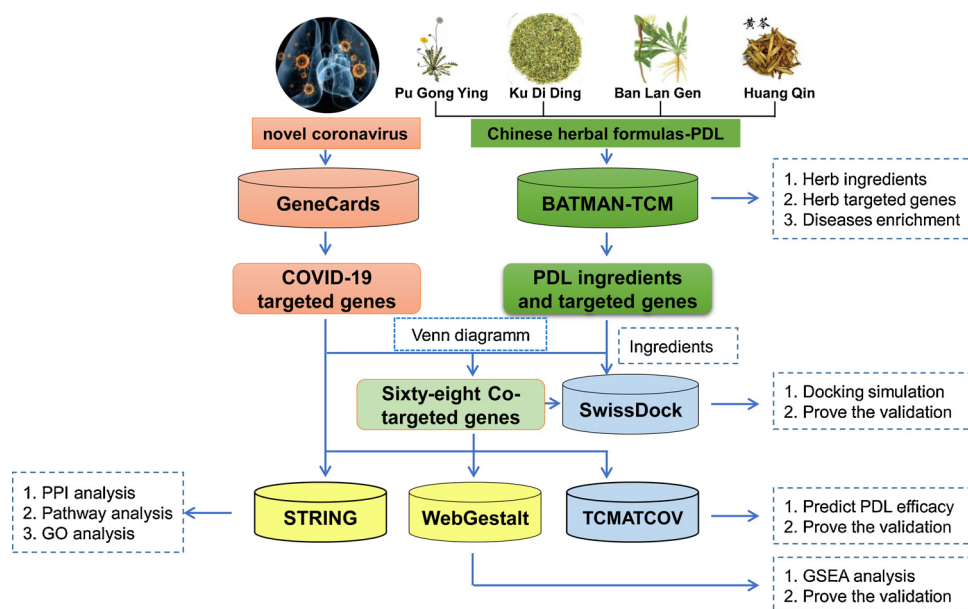 黄芩
Pu Gong Ying
Ku Di Ding
Ban Lan Gen
Huang Qin
novel coronavirus
Chinese herbal formulas-PDL
GeneCards
BATMAN-TCM
1. Herb ingredients
2. Herb targeted genes
3. Diseases enrichment
COVID-19
targeted genes
PDL ingredients
and targeted genes
Venn diagramm
Ingredients
Sixty-eight Co-
targeted genes
SwissDock
1. Docking simulation
2. Prove the validation
1. PPI analysis
2. Pathway analysis
3. GO analysis
STRING
WebGestalt
TCMATCOV
1. Predict PDL efficacy
2. Prove the validation
1. GSEA analysis
2. Prove the validation